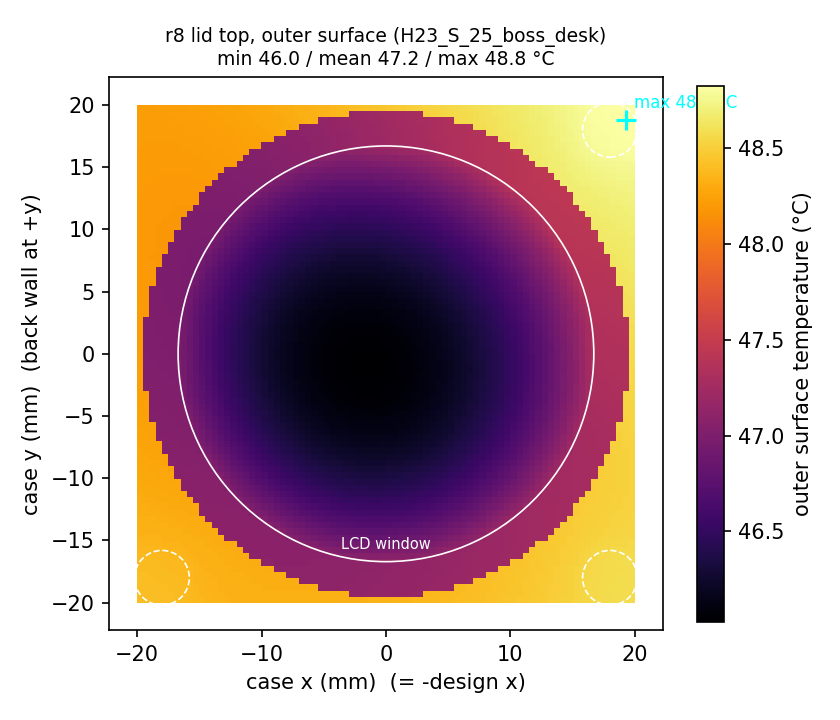 r8 lid top, outer surface (H23_S_25_boss_desk)
min 46.0 / mean 47.2 / max 48.8 °C
max 48 °C
LCD window
20
15
10
5
0
−5
−10
−15
−20
case y (mm)  (back wall at +y)
−20
−10
0
10
20
case x (mm)  (= -design x)
48.5
48.0
47.5
47.0
46.5
outer surface temperature (°C)